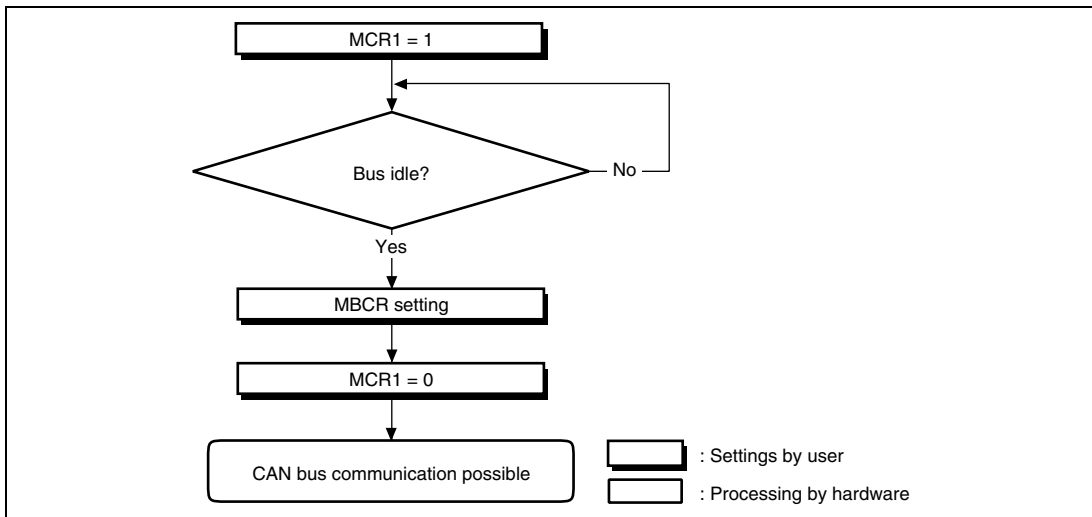 MCR1 = 1
Bus idle?
No
Yes
MBCR setting
MCR1 = 0
CAN bus communication possible
: Settings by user
: Processing by hardware